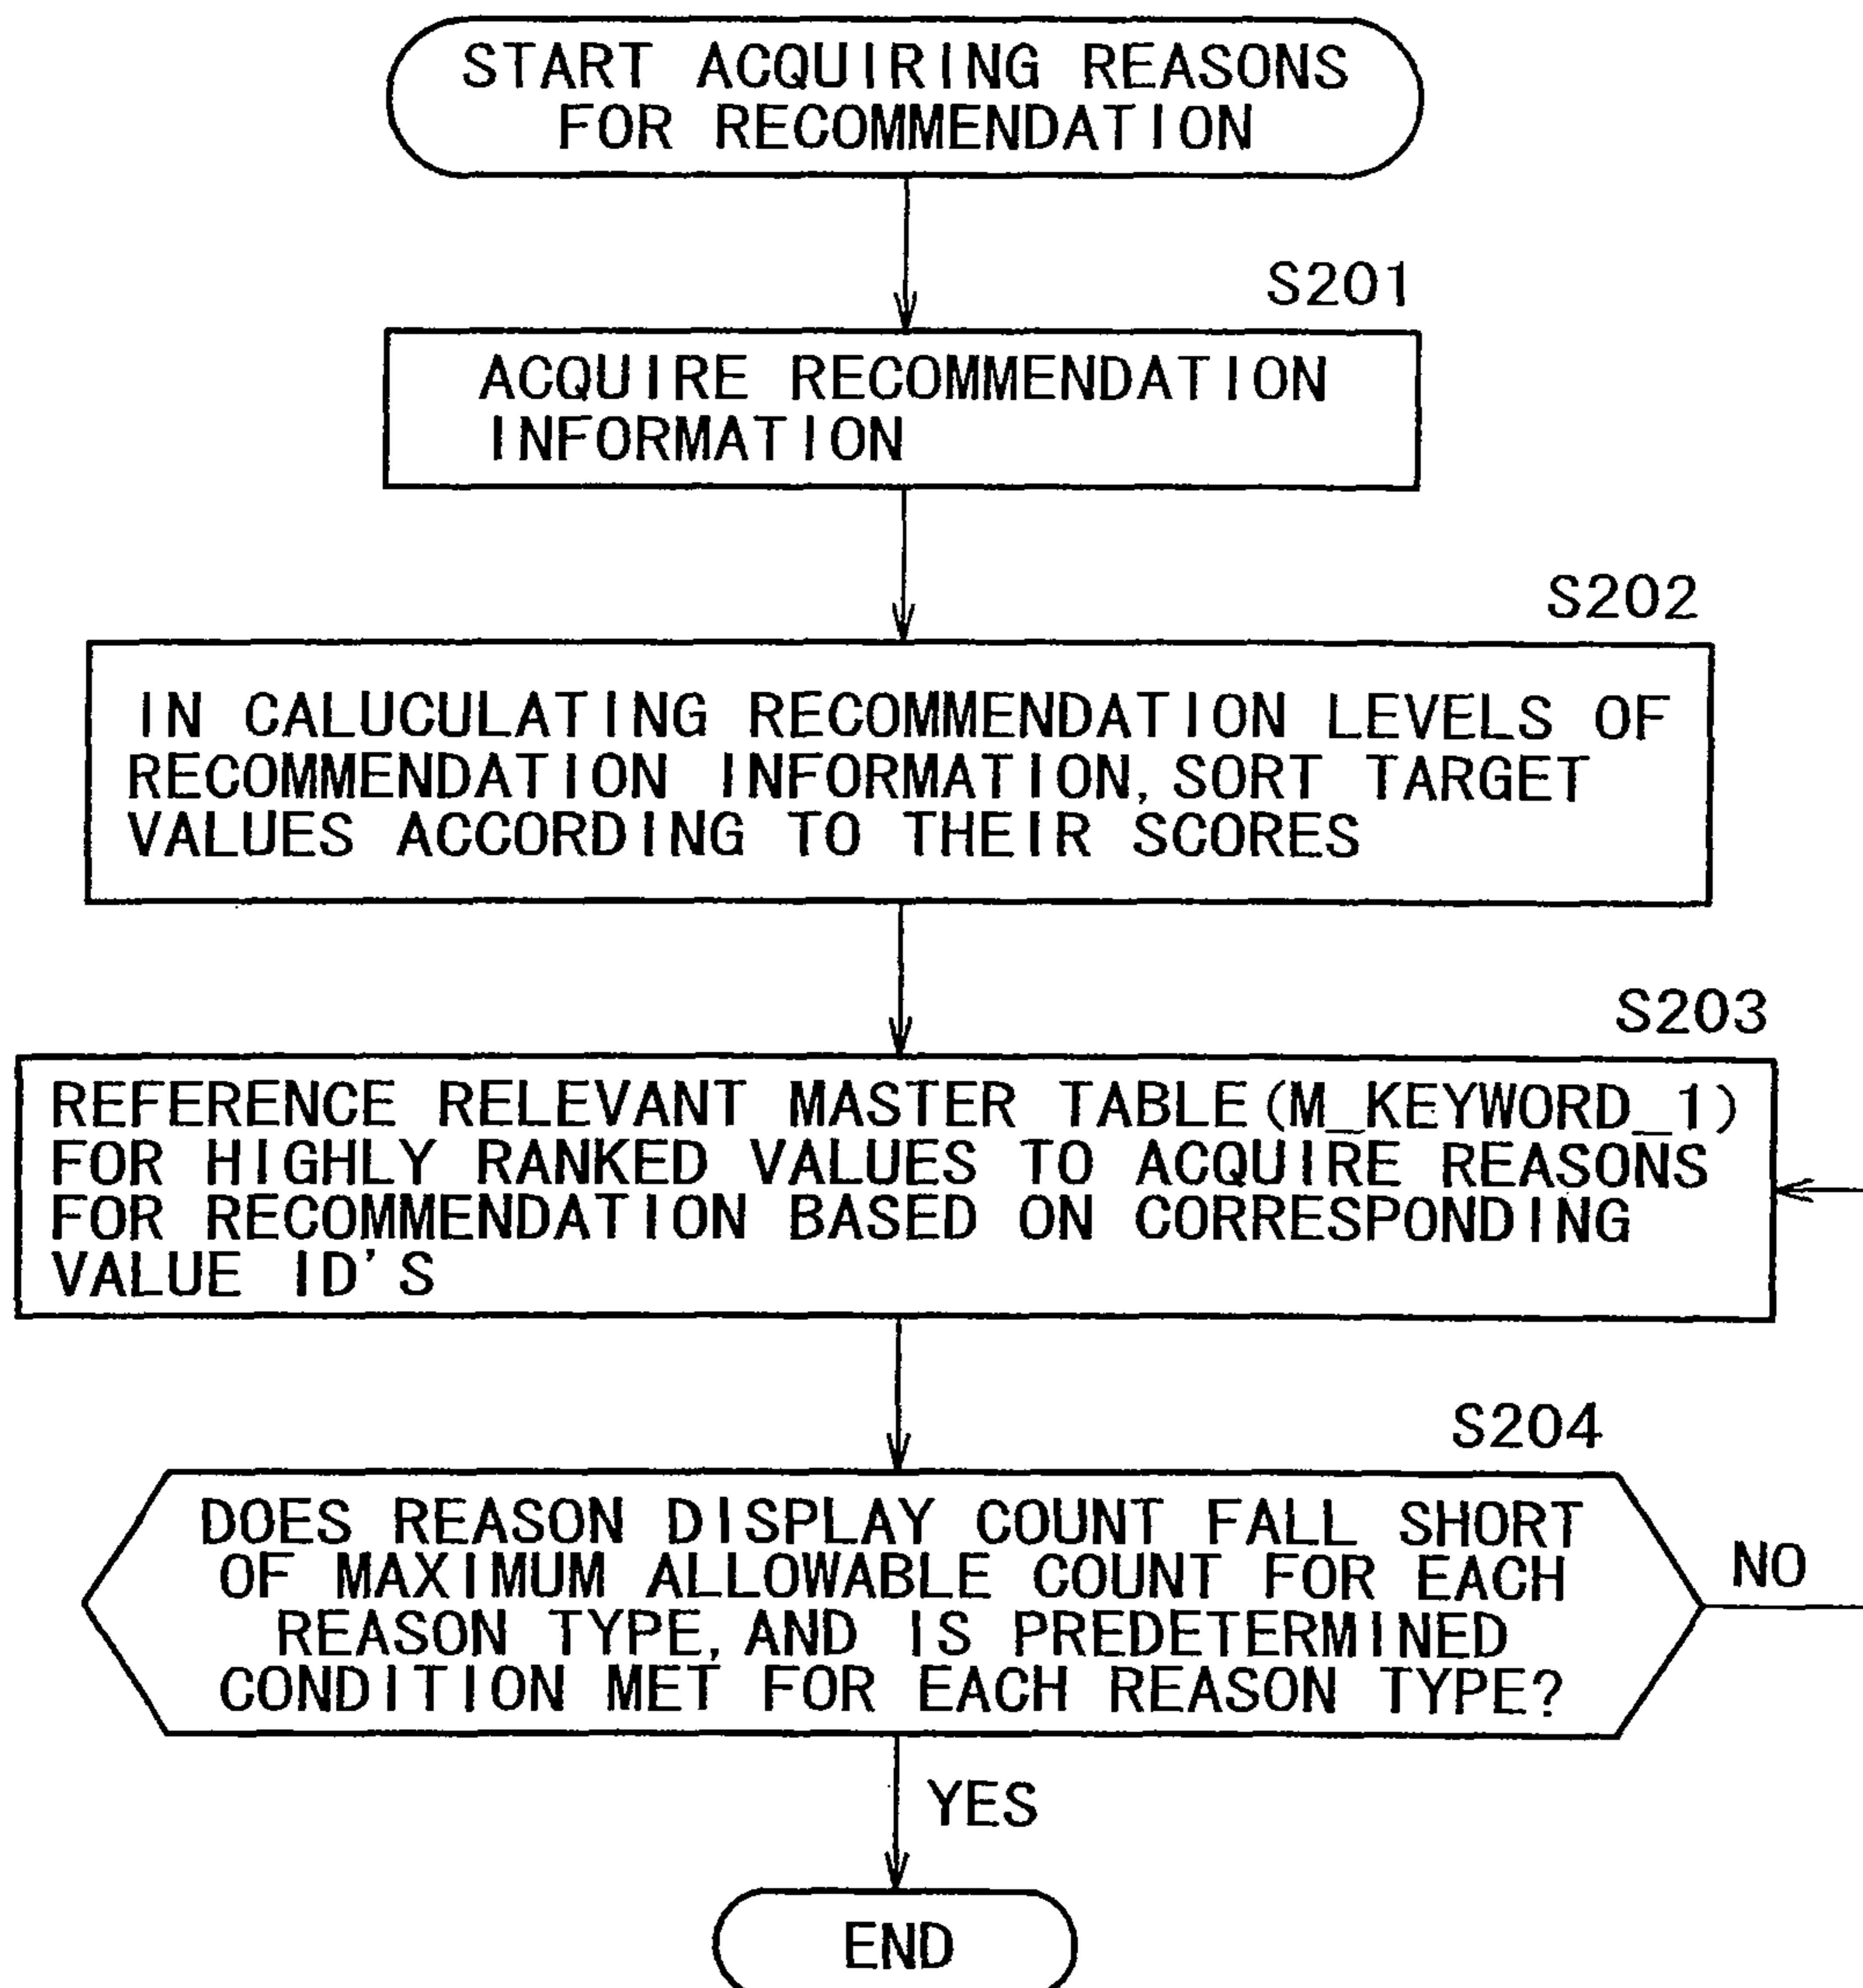 START ACQUIRING REASONS
FOR RECOMMENDATION
S201
ACQUIRE RECOMMENDATION
INFORMATION
S202
IN CALUCULATING RECOMMENDATION LEVELS OF
RECOMMENDATION INFORMATION, SORT TARGET
VALUES ACCORDING TO THEIR SCORES
S203
REFERENCE RELEVANT MASTER TABLE(M_KEYWORD_1)
FOR HIGHLY RANKED VALUES TO ACQUIRE REASONS
FOR RECOMMENDATION BASED ON CORRESPONDING
VALUE ID'S
S204
DOES REASON DISPLAY COUNT FALL SHORT
OF MAXIMUM ALLOWABLE COUNT FOR EACH
REASON TYPE, AND IS PREDETERMINED
CONDITION MET FOR EACH REASON TYPE?
NO
YES
END